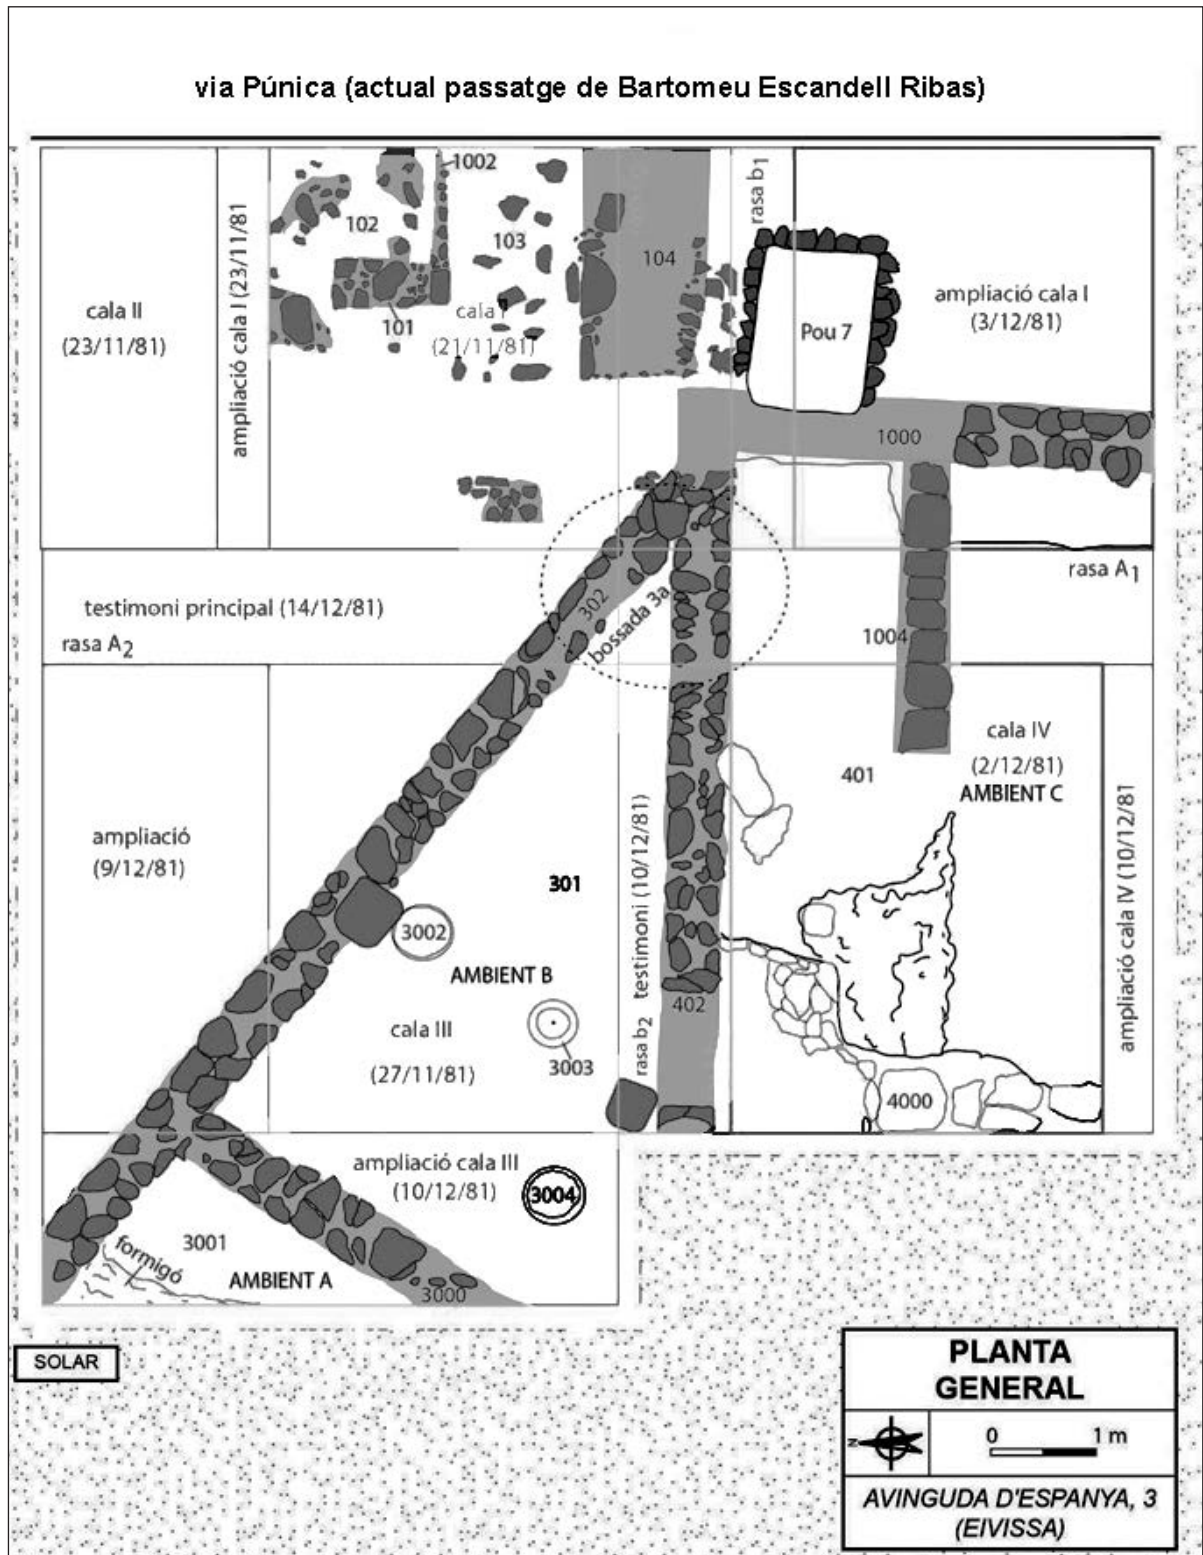 via Púnica (actual passatge de Bartomeu Escandell Ribas)
1002
rasa b1
102
103
104
ampliació cala I (23/11/81
cala II
(23/11/81)
101
cala I
(21/11/81)
Pou 7
ampliació cala I
(3/12/81)
1000
rasa A1
testimoni principal (14/12/81)
rasa A2
302
bossada 3a
1004
cala IV
(2/12/81)
AMBIENT C
401
ampliació
(9/12/81)
301
testimoni (10/12/81)
rasa b2
ampliació cala IV (10/12/81
3002
AMBIENT B
402
cala III
(27/11/81)
3003
4000
ampliació cala III
(10/12/81)
3004
3001
formigó
AMBIENT A
3000
SOLAR
PLANTA
GENERAL
N
0 1 m
AVINGUDA D'ESPANYA, 3
(EIVISSA)